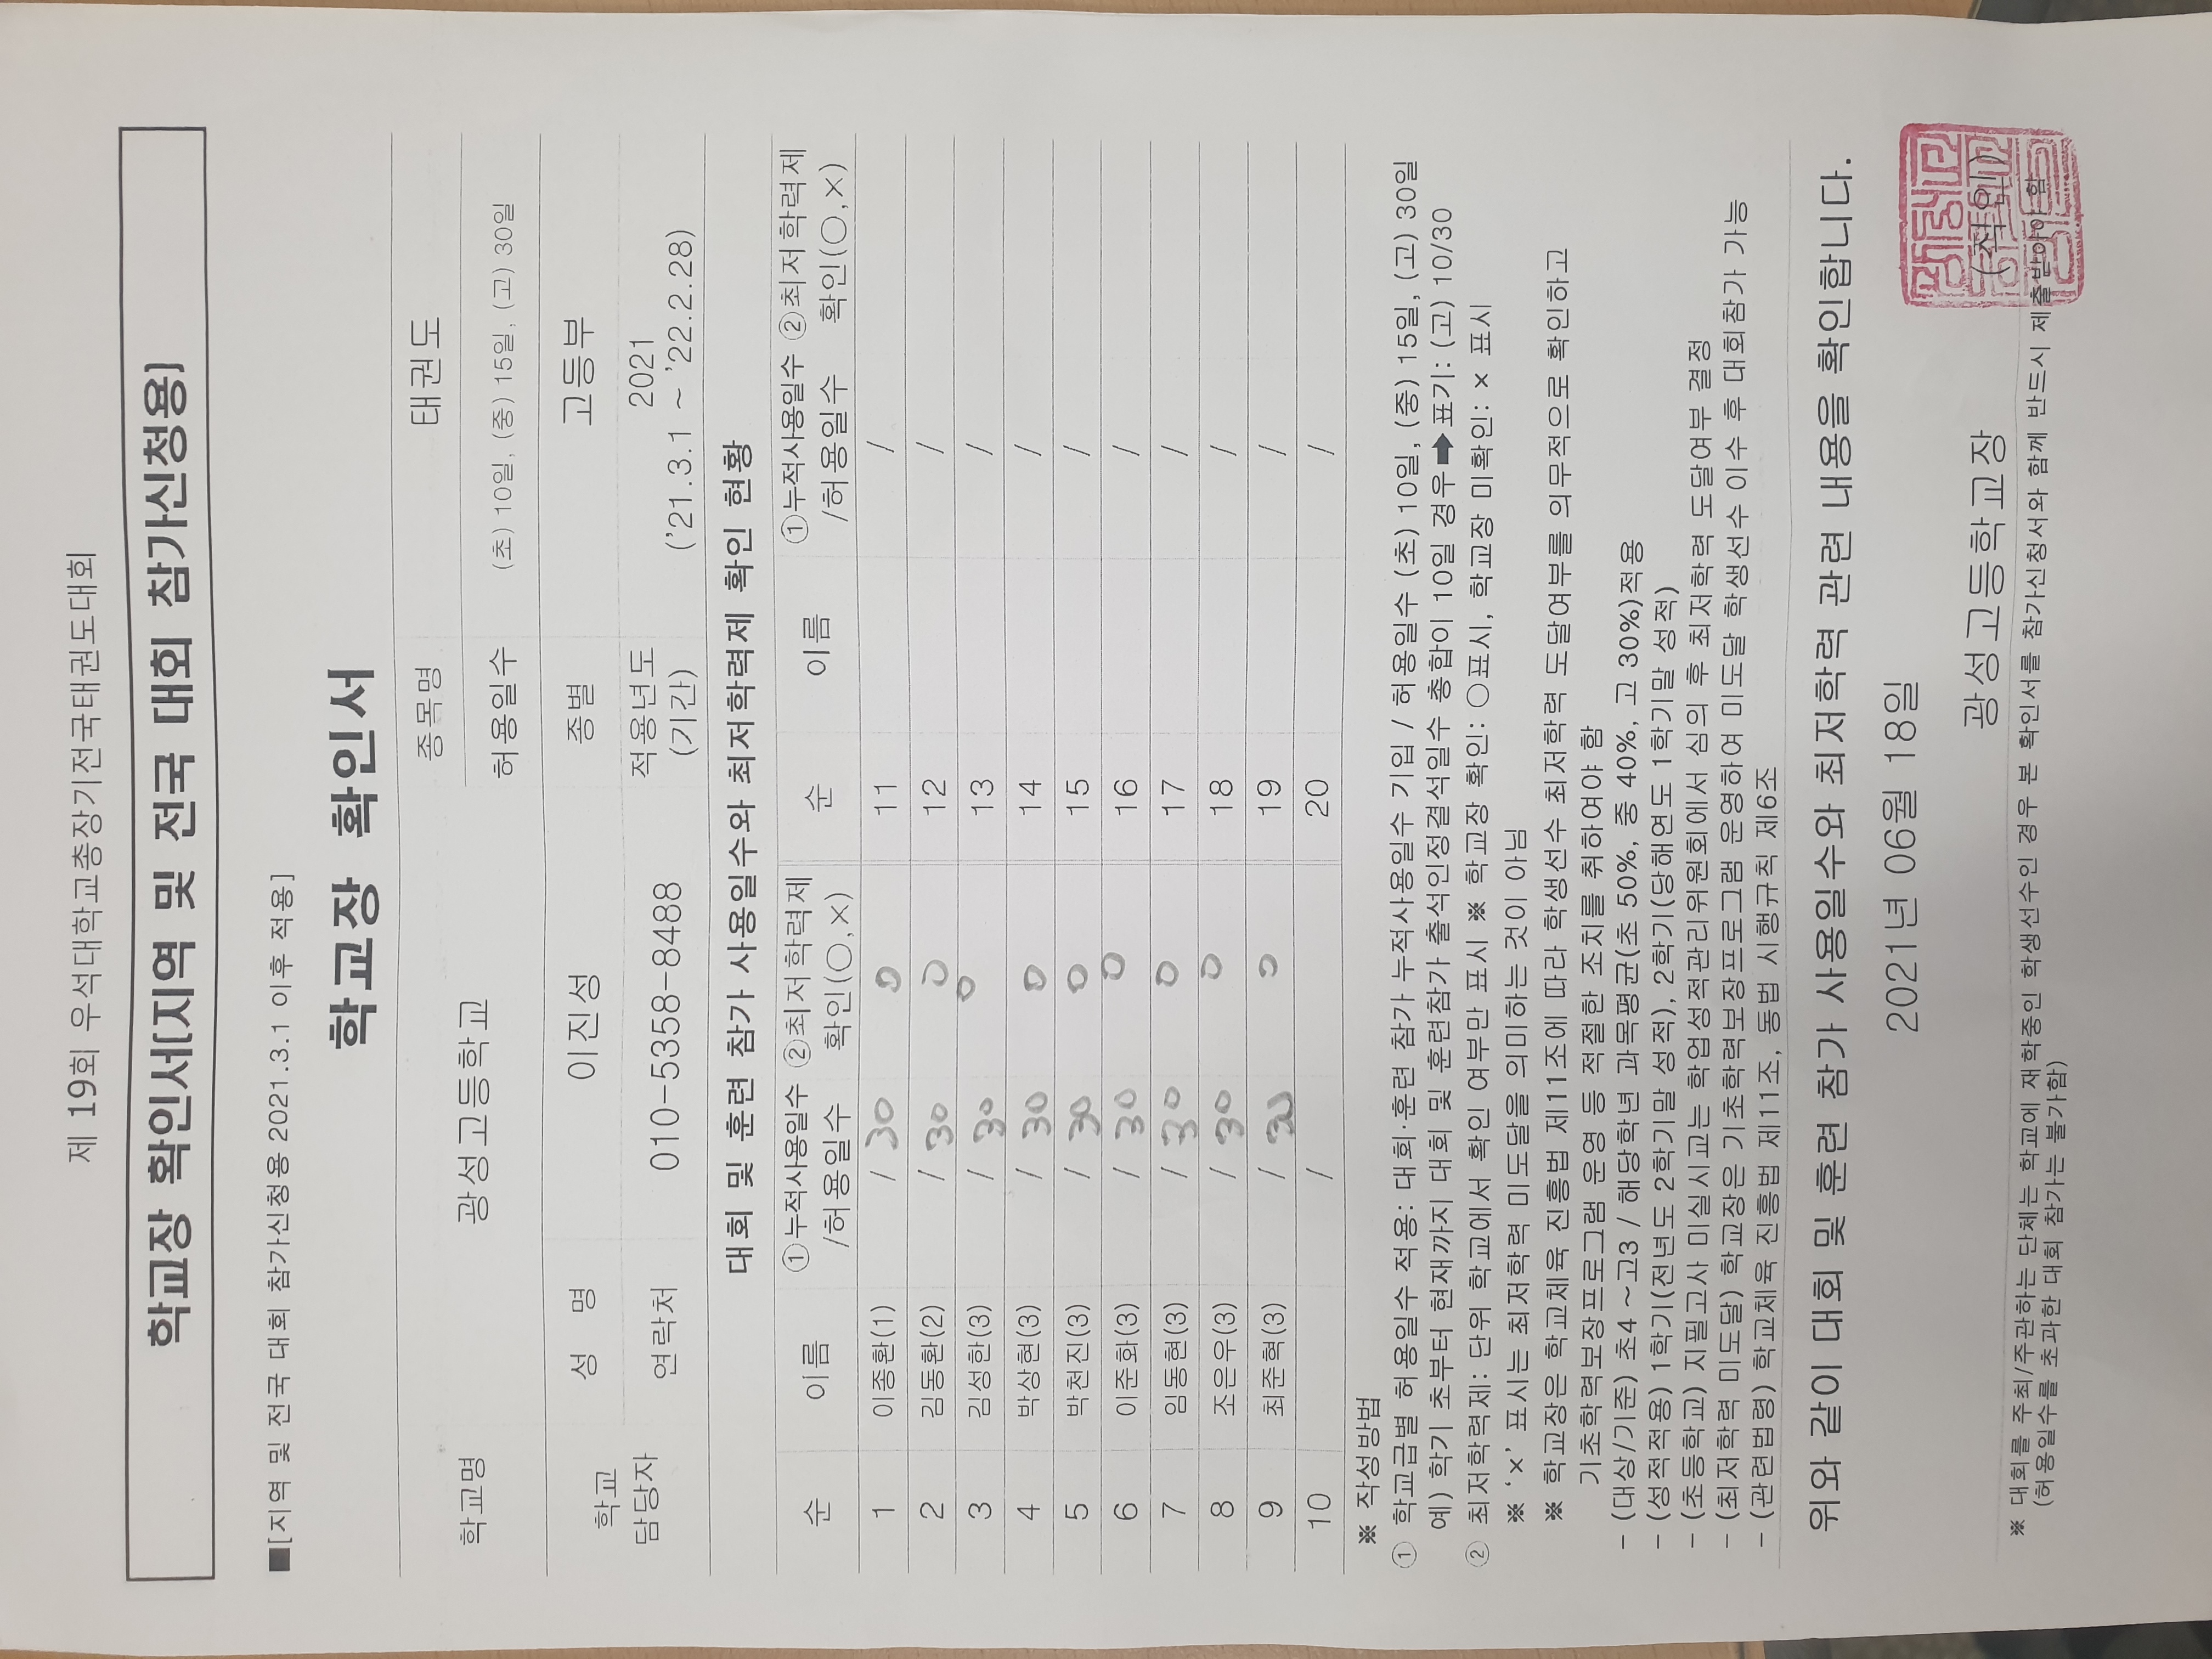 제 19회 우석대학교총장기전국태권도대회
학교장 확인서[지역 및 전국 대회 참가신청용]
■[지역 및 전국 대회 참가신청용 2021.3.1 이후 적용]
학교장 확인서
학교명 광성고등학교 종목명 태권도
허용일수 (초) 10일, (중) 15일, (고) 30일
학교 담당자 성 명 이진성 종별 고등부
연락처 010-5358-8488 적용년도 (기간) 2021 ('21.3.1 ~ '22.2.28)
대회 및 훈련 참가 사용일수와 최저학력제 확인 현황
순 이름 ①누적사용일수 /허용일수 ②최저학력제 확인(○,×) 순 이름 ①누적사용일수 /허용일수 ②최저학력제 확인(○,×)
1 이종환(1) / 30 0 11 /
2 김동환(2) / 30 0 12 /
3 김성한(3) / 30 0 13 /
4 박상현(3) / 30 0 14 /
5 박천진(3) / 30 0 15 /
6 이준화(3) / 30 0 16 /
7 임동현(3) / 30 0 17 /
8 조은우(3) / 30 0 18 /
9 최준혁(3) / 30 0 19 /
10 / 20 /
※ 작성방법
① 학교급별 허용일수 적용: 대회·훈련 참가 누적사용일수 기입 / 허용일수 (초) 10일, (중) 15일, (고) 30일
예) 학기 초부터 현재까지 대회 및 훈련참가 출석인정결석일수 총합이 10일 경우➡표기: (고) 10/30
② 최저학력제: 단위 학교에서 확인 여부만 표시 ※ 학교장 확인: ○표시, 학교장 미확인: × 표시
※ '×' 표시는 최저학력 미도달을 의미하는 것이 아님
※ 학교장은 학교체육 진흥법 제11조에 따라 학생선수 최저학력 도달여부를 의무적으로 확인하고
기초학력보장프로그램 운영 등 적절한 조치를 취하여야 함
- (대상/기준) 초4 ~고3 / 해당학년 과목평균(초 50%, 중 40%, 고 30%)적용
- (성적적용) 1학기(전년도 2학기말 성적), 2학기(당해연도 1학기말 성적)
- (초등학교) 지필고사 미실시교는 학업성적관리위원회에서 심의 후 최저학력 도달여부 결정
- (최저학력 미도달) 학교장은 기초학력보장프로그램 운영하여 미도달 학생선수 이수 후 대회참가 가능
- (관련법령) 학교체육 진흥법 제11조, 동법 시행규칙 제6조
위와 같이 대회 및 훈련 참가 사용일수와 최저학력 관련 내용을 확인합니다.
2021년 06월 18일
광성고등학교장 (직인)
※ 대회를 주최/주관하는 단체는 학교에 재학중인 학생선수인 경우 본 확인서를 참가신청서와 함께 반드시 제출받아야 함
(허용일수를 초과한 대회 참가는 불가함)